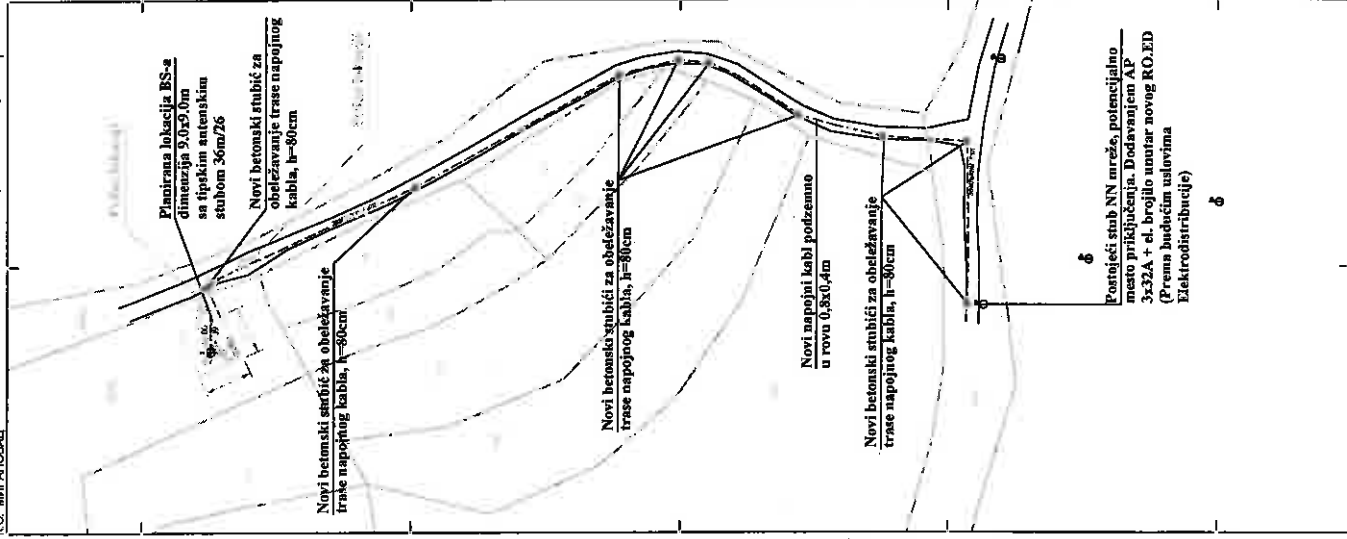 Planirana lokacija BS-a
dimenzija 9.0x9.0m
sa tipskim antenskim
stubom 36m/26
Novi betonski stubić za
obeležavanje trase napojnog
kabla, h=80cm
Novi betonski stubić za obeležavanje
trase napojnog kabla, h=80cm
Novi betonski stubići za obeležavanje
trase napojnog kabla, h=80cm
Novi napojni kabl podzemno
u rovu 0,8x0,4m
Novi betonski stubići za obeležavanje
trase napojnog kabla, h=80cm
Postojeći stub NN mreže, potencijalno
mesto priključenja. Dodavanjem AP
3x32A + el. brojilo unutar novog RO.ED
(Prema budućim uslovima
Elektrodistribucije)